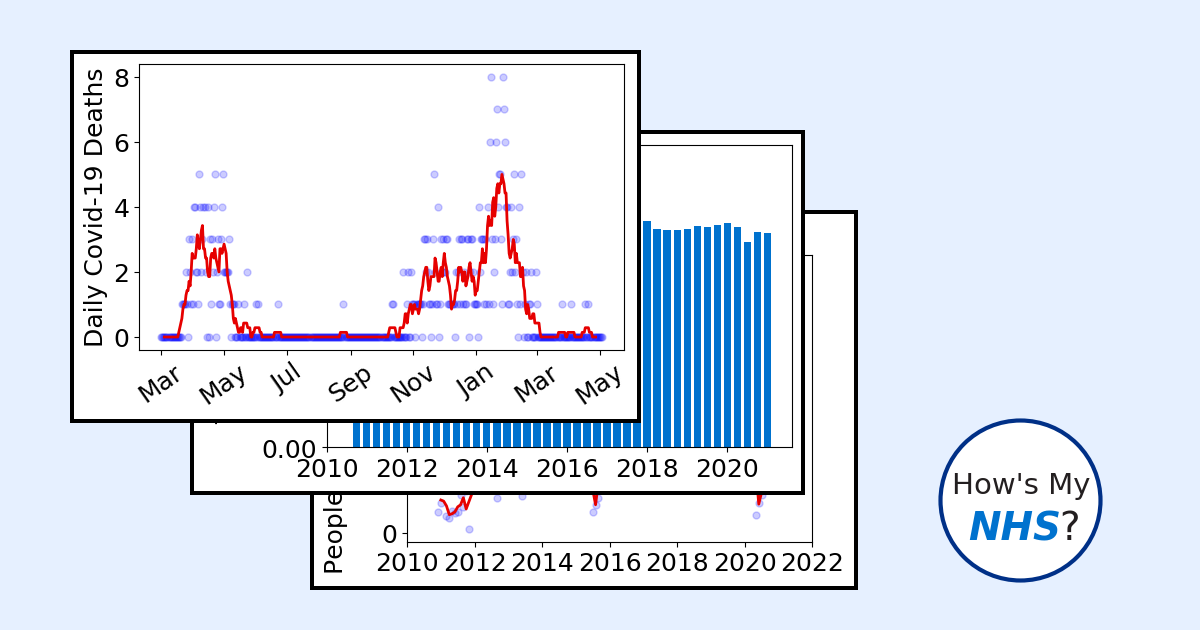 Daily Covid-19 Deaths
8
6
4
2
0
Mar May Jul Sep Nov Jan Mar May
0.00
2010 2012 2014 2016 2018 2020
People
0
2010 2012 2014 2016 2018 2020 2022
How's My
NHS?